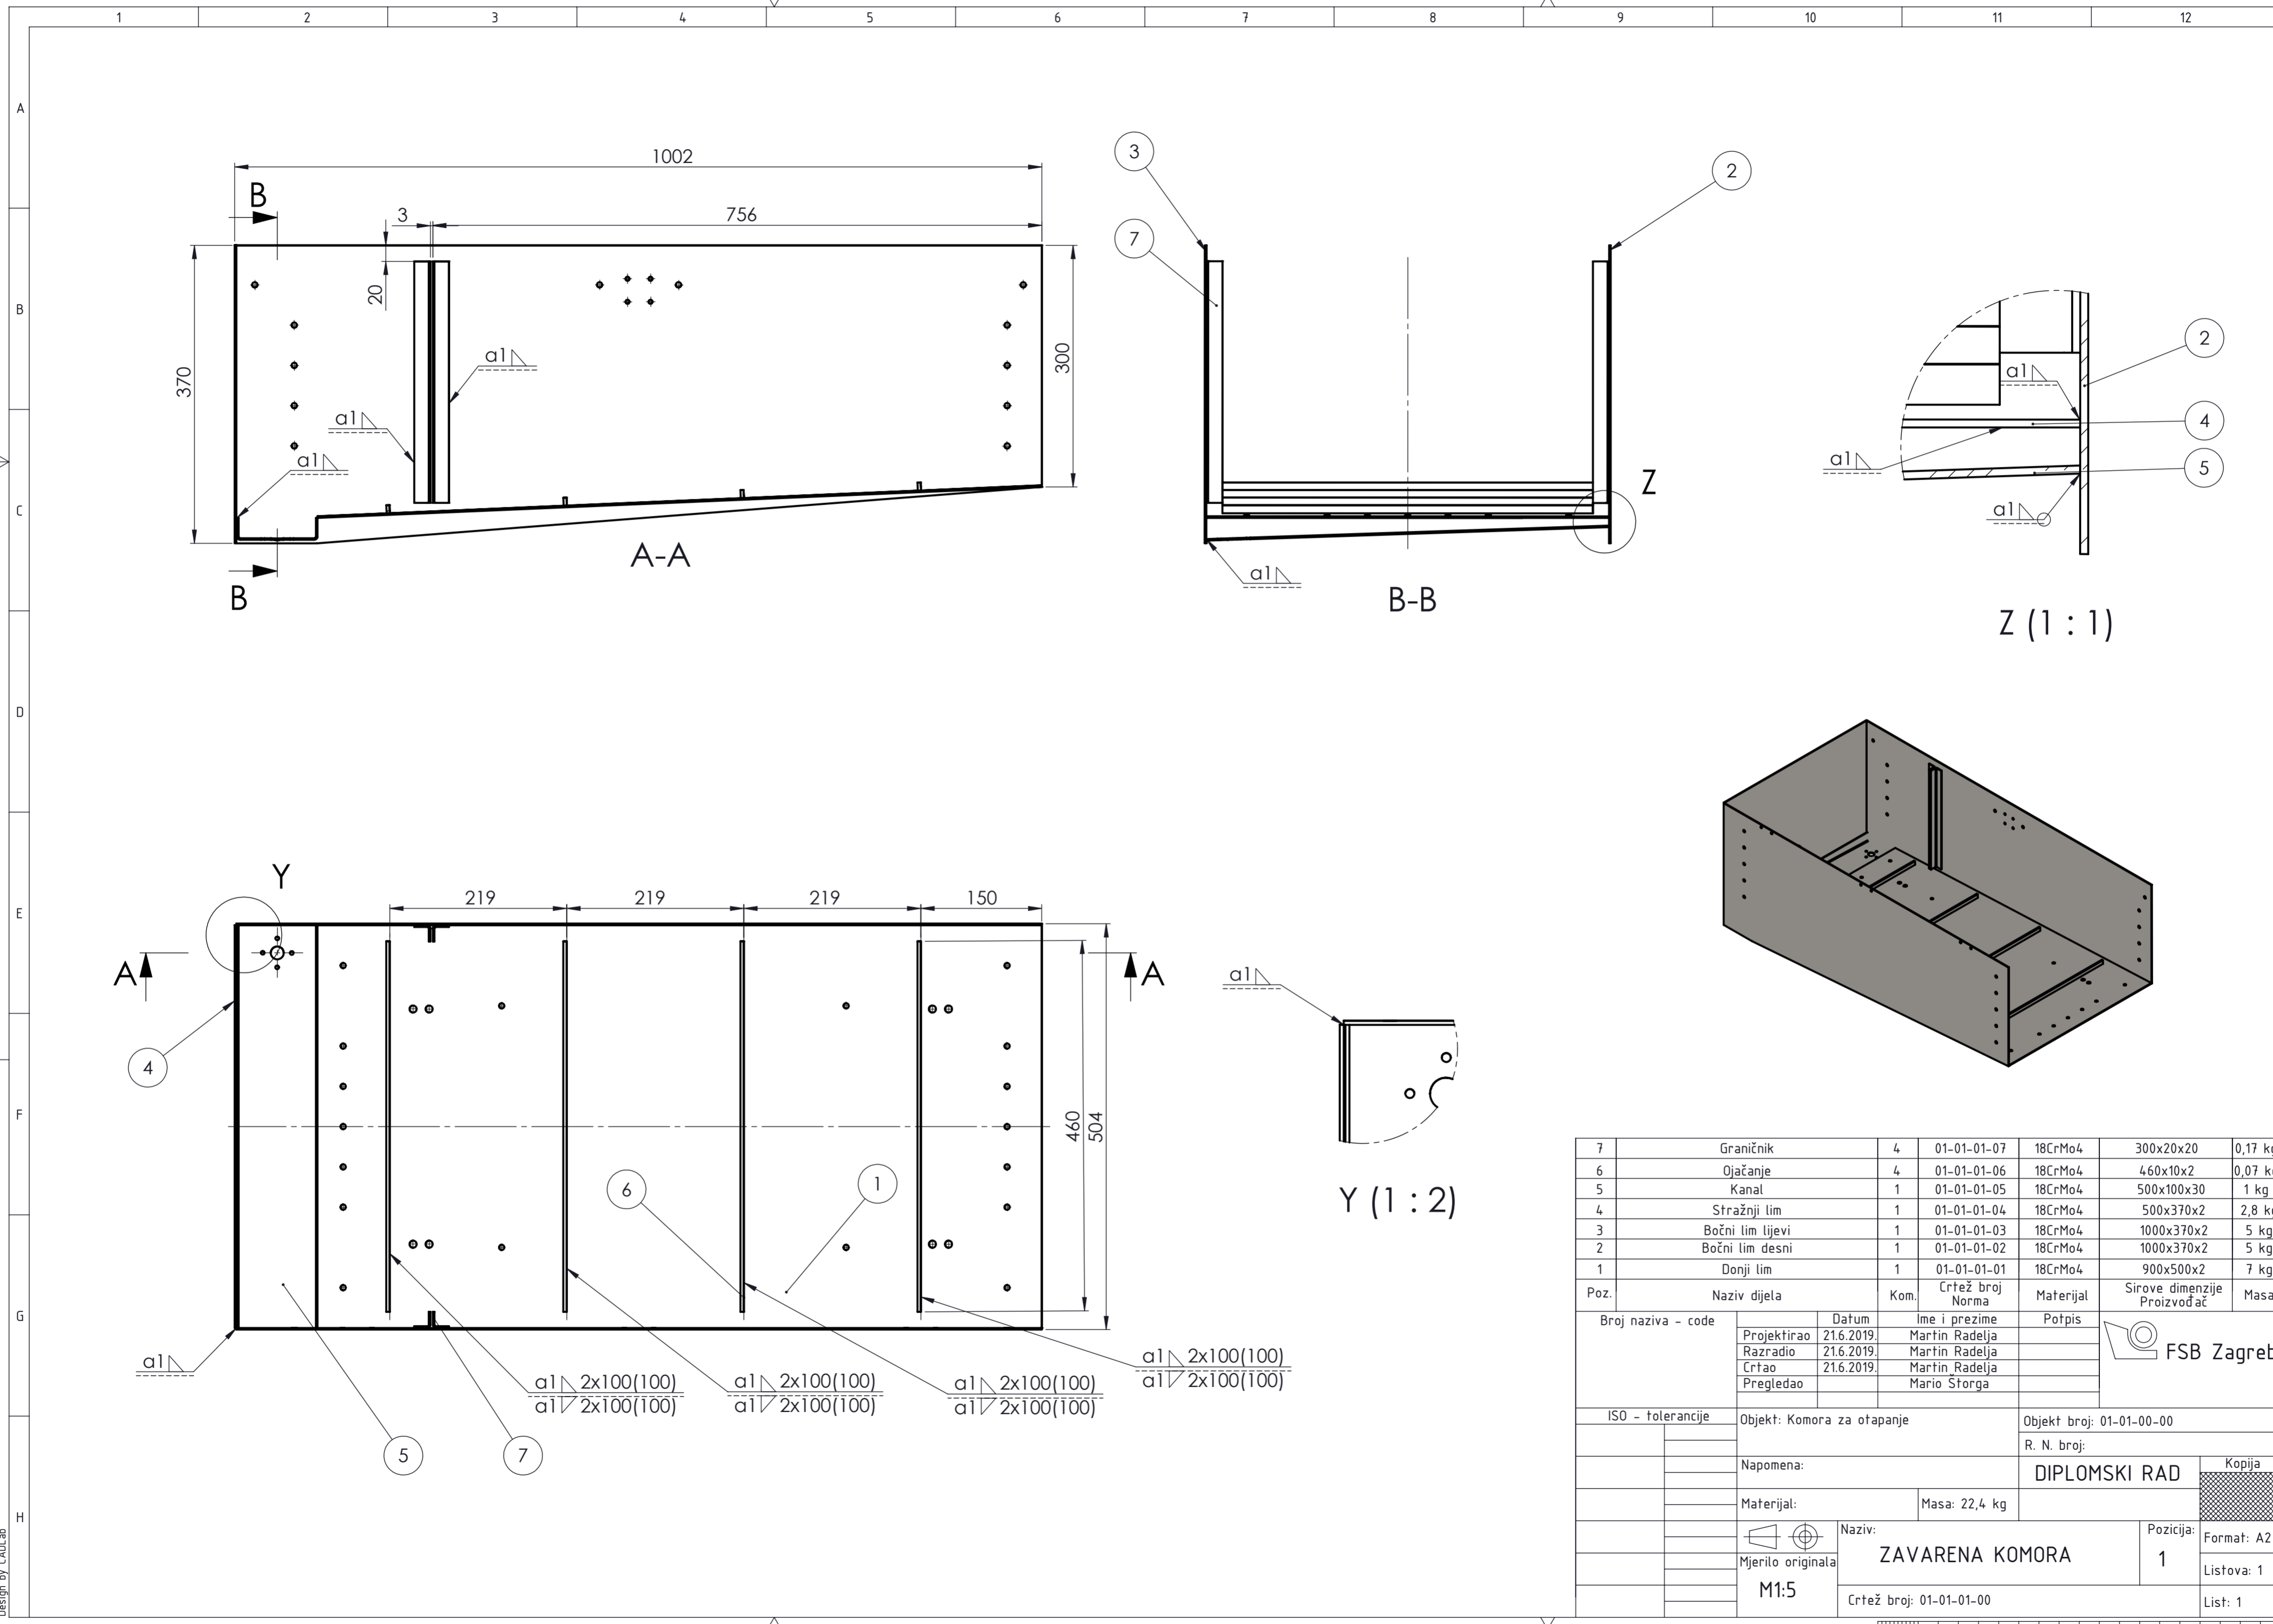 1 2 3 4 5 6 7 8 9 10 11 12
A
B
C
D
E
F
G
H
1002
B
3
756
20
370
300
a1
a1
a1
B
A-A
3
7
2
Z
a1
B-B
2
4
5
a1
a1
a1
Z (1 : 1)
Y
219 219 219 150
A
A
4
460
504
6
1
a1
a1 2x100(100)
a1 2x100(100)
a1 2x100(100)
a1 2x100(100)
a1 2x100(100)
a1 2x100(100)
a1 2x100(100)
a1 2x100(100)
5
7
a1
Y (1 : 2)
7 Graničnik 4 01-01-01-07 18CrMo4 300x20x20 0,17 kg
6 Ojačanje 4 01-01-01-06 18CrMo4 460x10x2 0,07 kg
5 Kanal 1 01-01-01-05 18CrMo4 500x100x30 1 kg
4 Stražnji lim 1 01-01-01-04 18CrMo4 500x370x2 2,8 kg
3 Bočni lim lijevi 1 01-01-01-03 18CrMo4 1000x370x2 5 kg
2 Bočni lim desni 1 01-01-01-02 18CrMo4 1000x370x2 5 kg
1 Donji lim 1 01-01-01-01 18CrMo4 900x500x2 7 kg
Poz. Naziv dijela Kom. Crtež broj Norma Materijal Sirove dimenzije Proizvođač Masa
Broj naziva - code
Datum Ime i prezime Potpis
Projektirao 21.6.2019. Martin Radelja
Razradio 21.6.2019. Martin Radelja
Crtao 21.6.2019. Martin Radelja
Pregledao Mario Štorga
FSB Zagreb
ISO - tolerancije
Objekt: Komora za otapanje
Objekt broj: 01-01-00-00
R. N. broj:
Napomena:
DIPLOMSKI RAD
Kopija
Materijal:
Masa: 22,4 kg
Naziv:
ZAVARENA KOMORA
Pozicija:
1
Format: A2
Mjerilo originala
M1:5
Listova: 1
Crtež broj: 01-01-01-00
List: 1
Design by CADLab